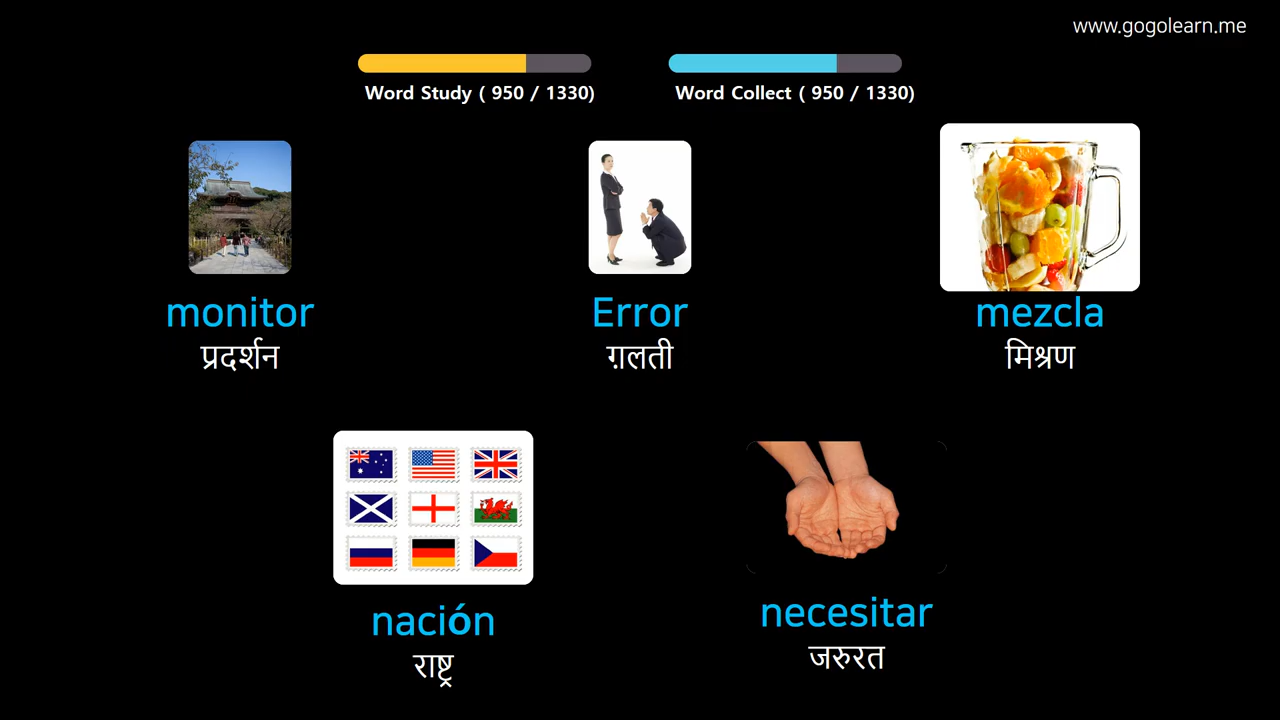 www.gogolearn.me
Word Study ( 950 / 1330)
Word Collect ( 950 / 1330)
monitor
प्रदर्शन
Error
ग़लती
mezcla
मिश्रण
nación
राष्ट्र
necesitar
जरुरत